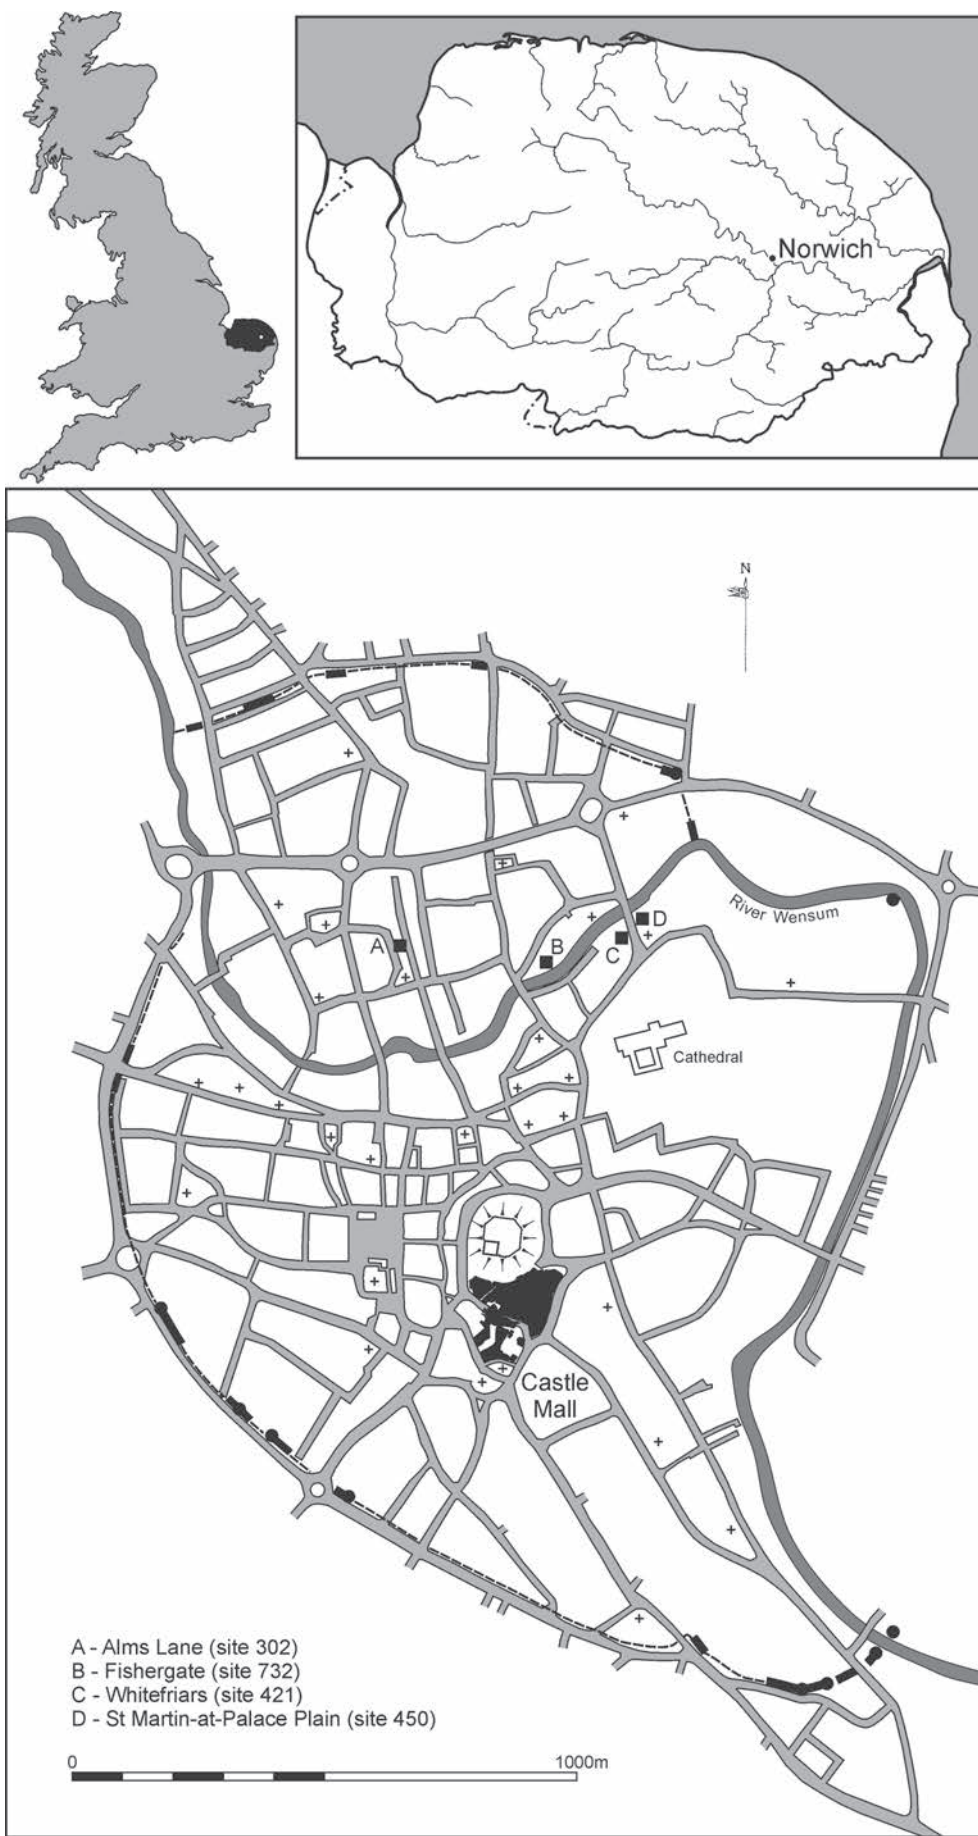 Norwich
N
River Wensum
A
B
C
D
Cathedral
Castle
Mall
A - Alms Lane (site 302)
B - Fishergate (site 732)
C - Whitefriars (site 421)
D - St Martin-at-Palace Plain (site 450)
0
1000m